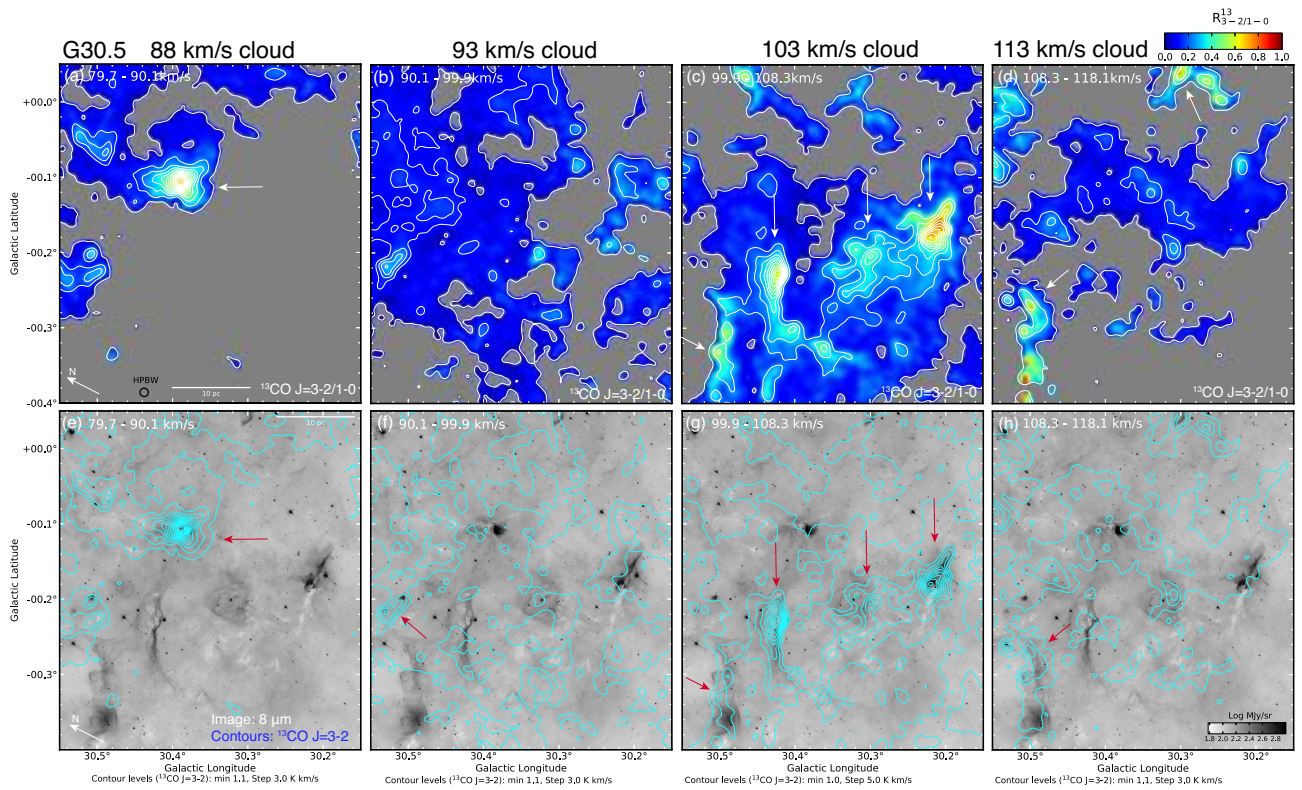 G30.5 88 km/s cloud
93 km/s cloud
103 km/s cloud
113 km/s cloud
R¹³₃₋₂/₁₋₀
0.0 0.2 0.4 0.6 0.8 1.0
(a) 79.7 - 90.1km/s
(b) 90.1 - 99.9km/s
(c) 99.9 - 108.3km/s
(d) 108.3 - 118.1km/s
+00.0°
-00.1°
-00.2°
-00.3°
-00.4°
Galactic Latitude
N
HPBW
10 pc
¹³CO J=3-2/1-0
¹³CO J=3-2/1-0
¹³CO J=3-2/1-0
¹³CO J=3-2/1-0
(e) 79.7 - 90.1 km/s
10 pc
(f) 90.1 - 99.9 km/s
(g) 99.9 - 108.3 km/s
(h) 108.3 - 118.1 km/s
+00.0°
-00.1°
-00.2°
-00.3°
Galactic Latitude
N
Image: 8 μm
Contours: ¹³CO J=3-2
Log MJy/sr
1.8 2.0 2.2 2.4 2.6 2.8
30.5° 30.4° 30.3° 30.2°
30.5° 30.4° 30.3° 30.2°
30.5° 30.4° 30.3° 30.2°
30.5° 30.4° 30.3° 30.2°
Galactic Longitude
Galactic Longitude
Galactic Longitude
Galactic Longitude
Contour levels (¹³CO J=3-2): min 1.1, Step 3.0 K km/s
Contour levels (¹³CO J=3-2): min 1.1, Step 3.0 K km/s
Contour levels (¹³CO J=3-2): min 1.0, Step 5.0 K km/s
Contour levels (¹³CO J=3-2): min 1.1, Step 3.0 K km/s